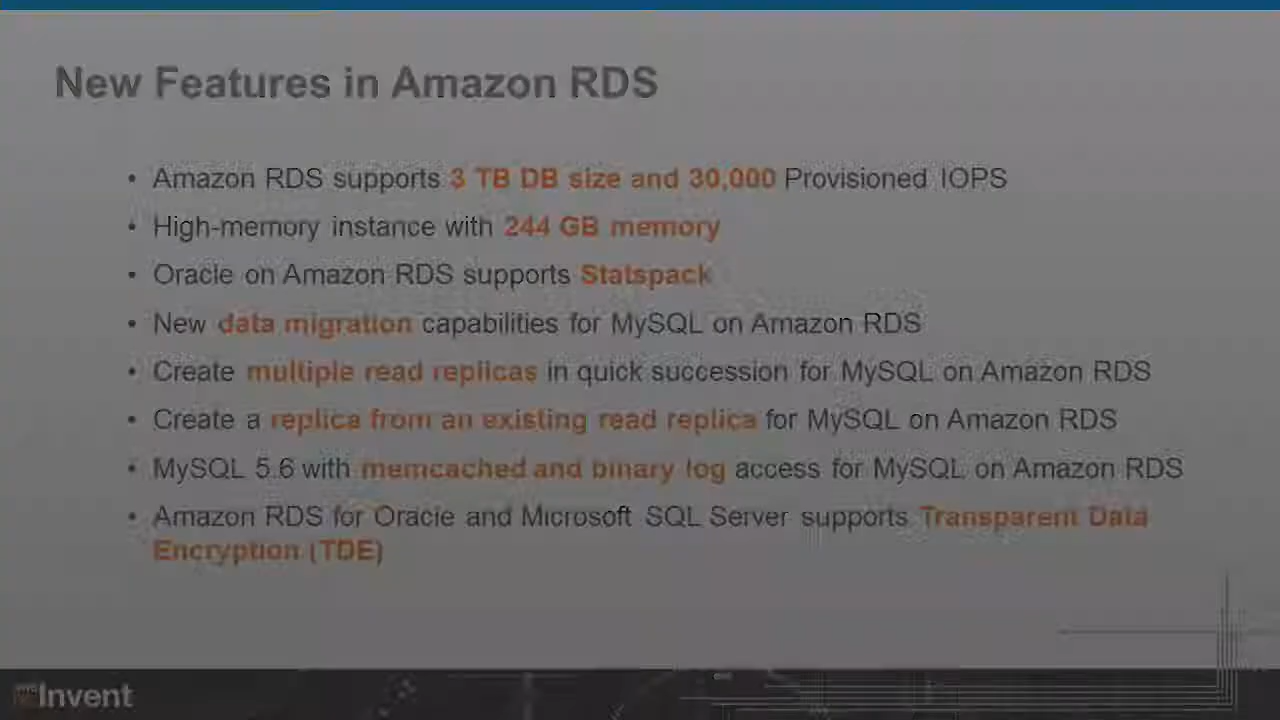 New Features in Amazon RDS
• Amazon RDS supports 3 TB DB size and 30,000 Provisioned IOPS
• High-memory instance with 244 GB memory
• Oracle on Amazon RDS supports Statspack
• New data migration capabilities for MySQL on Amazon RDS
• Create multiple read replicas in quick succession for MySQL on Amazon RDS
• Create a replica from an existing read replica for MySQL on Amazon RDS
• MySQL 5.6 with memcached and binary log access for MySQL on Amazon RDS
• Amazon RDS for Oracle and Microsoft SQL Server supports Transparent Data
Encryption (TDE)
Invent